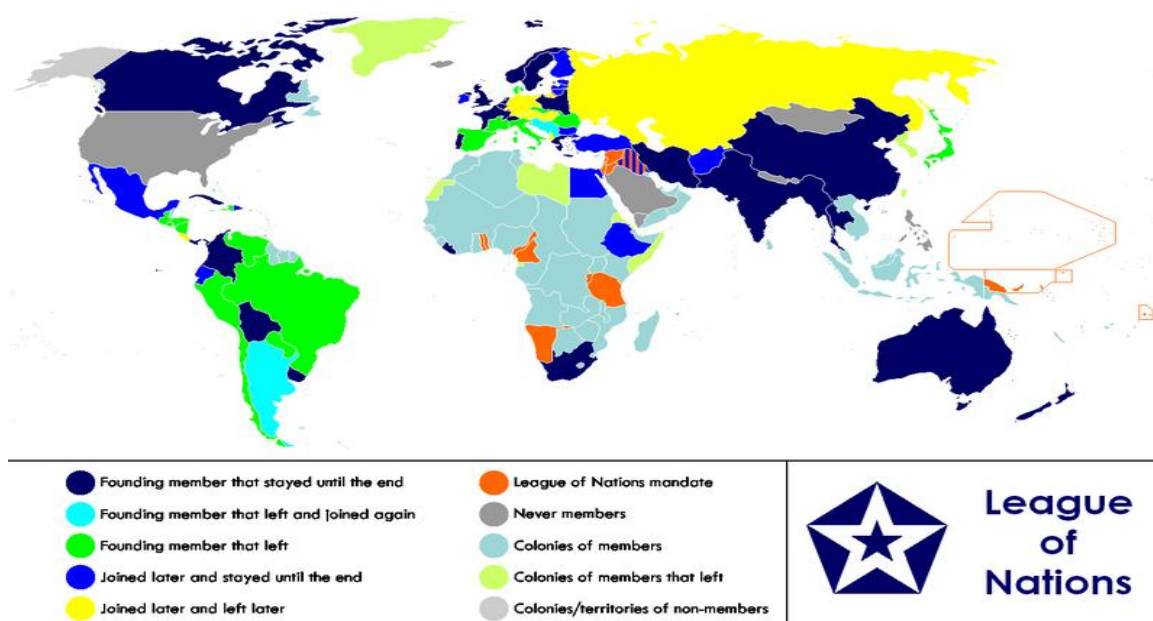 Founding member that stayed until the end
Founding member that left and joined again
Founding member that left
Joined later and stayed until the end
Joined later and left later
League of Nations mandate
Never members
Colonies of members
Colonies of members that left
Colonies/territories of non-members
League
of
Nations